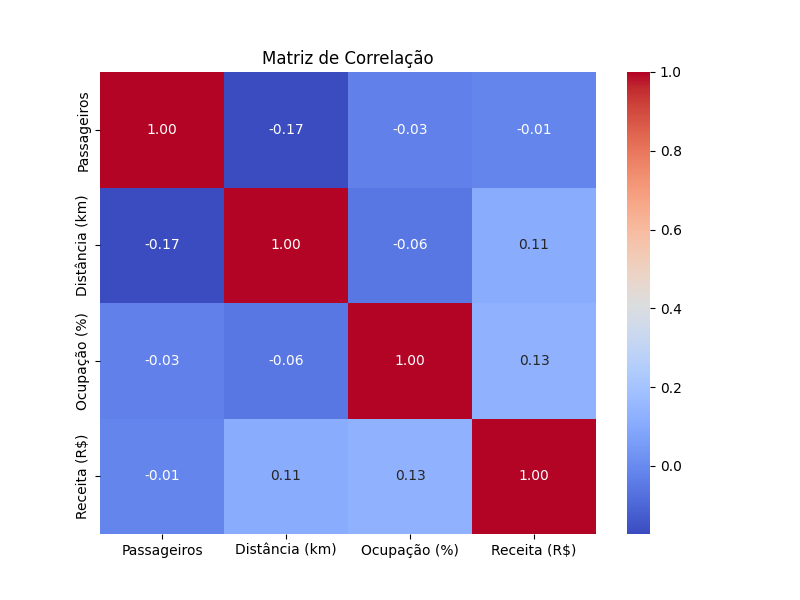 Matriz de Correlação
Passageiros
1.00
-0.17
-0.03
-0.01
Distância (km)
-0.17
1.00
-0.06
0.11
Ocupação (%)
-0.03
-0.06
1.00
0.13
Receita (R$)
-0.01
0.11
0.13
1.00
Passageiros
Distância (km)
Ocupação (%)
Receita (R$)
1.0
0.8
0.6
0.4
0.2
0.0